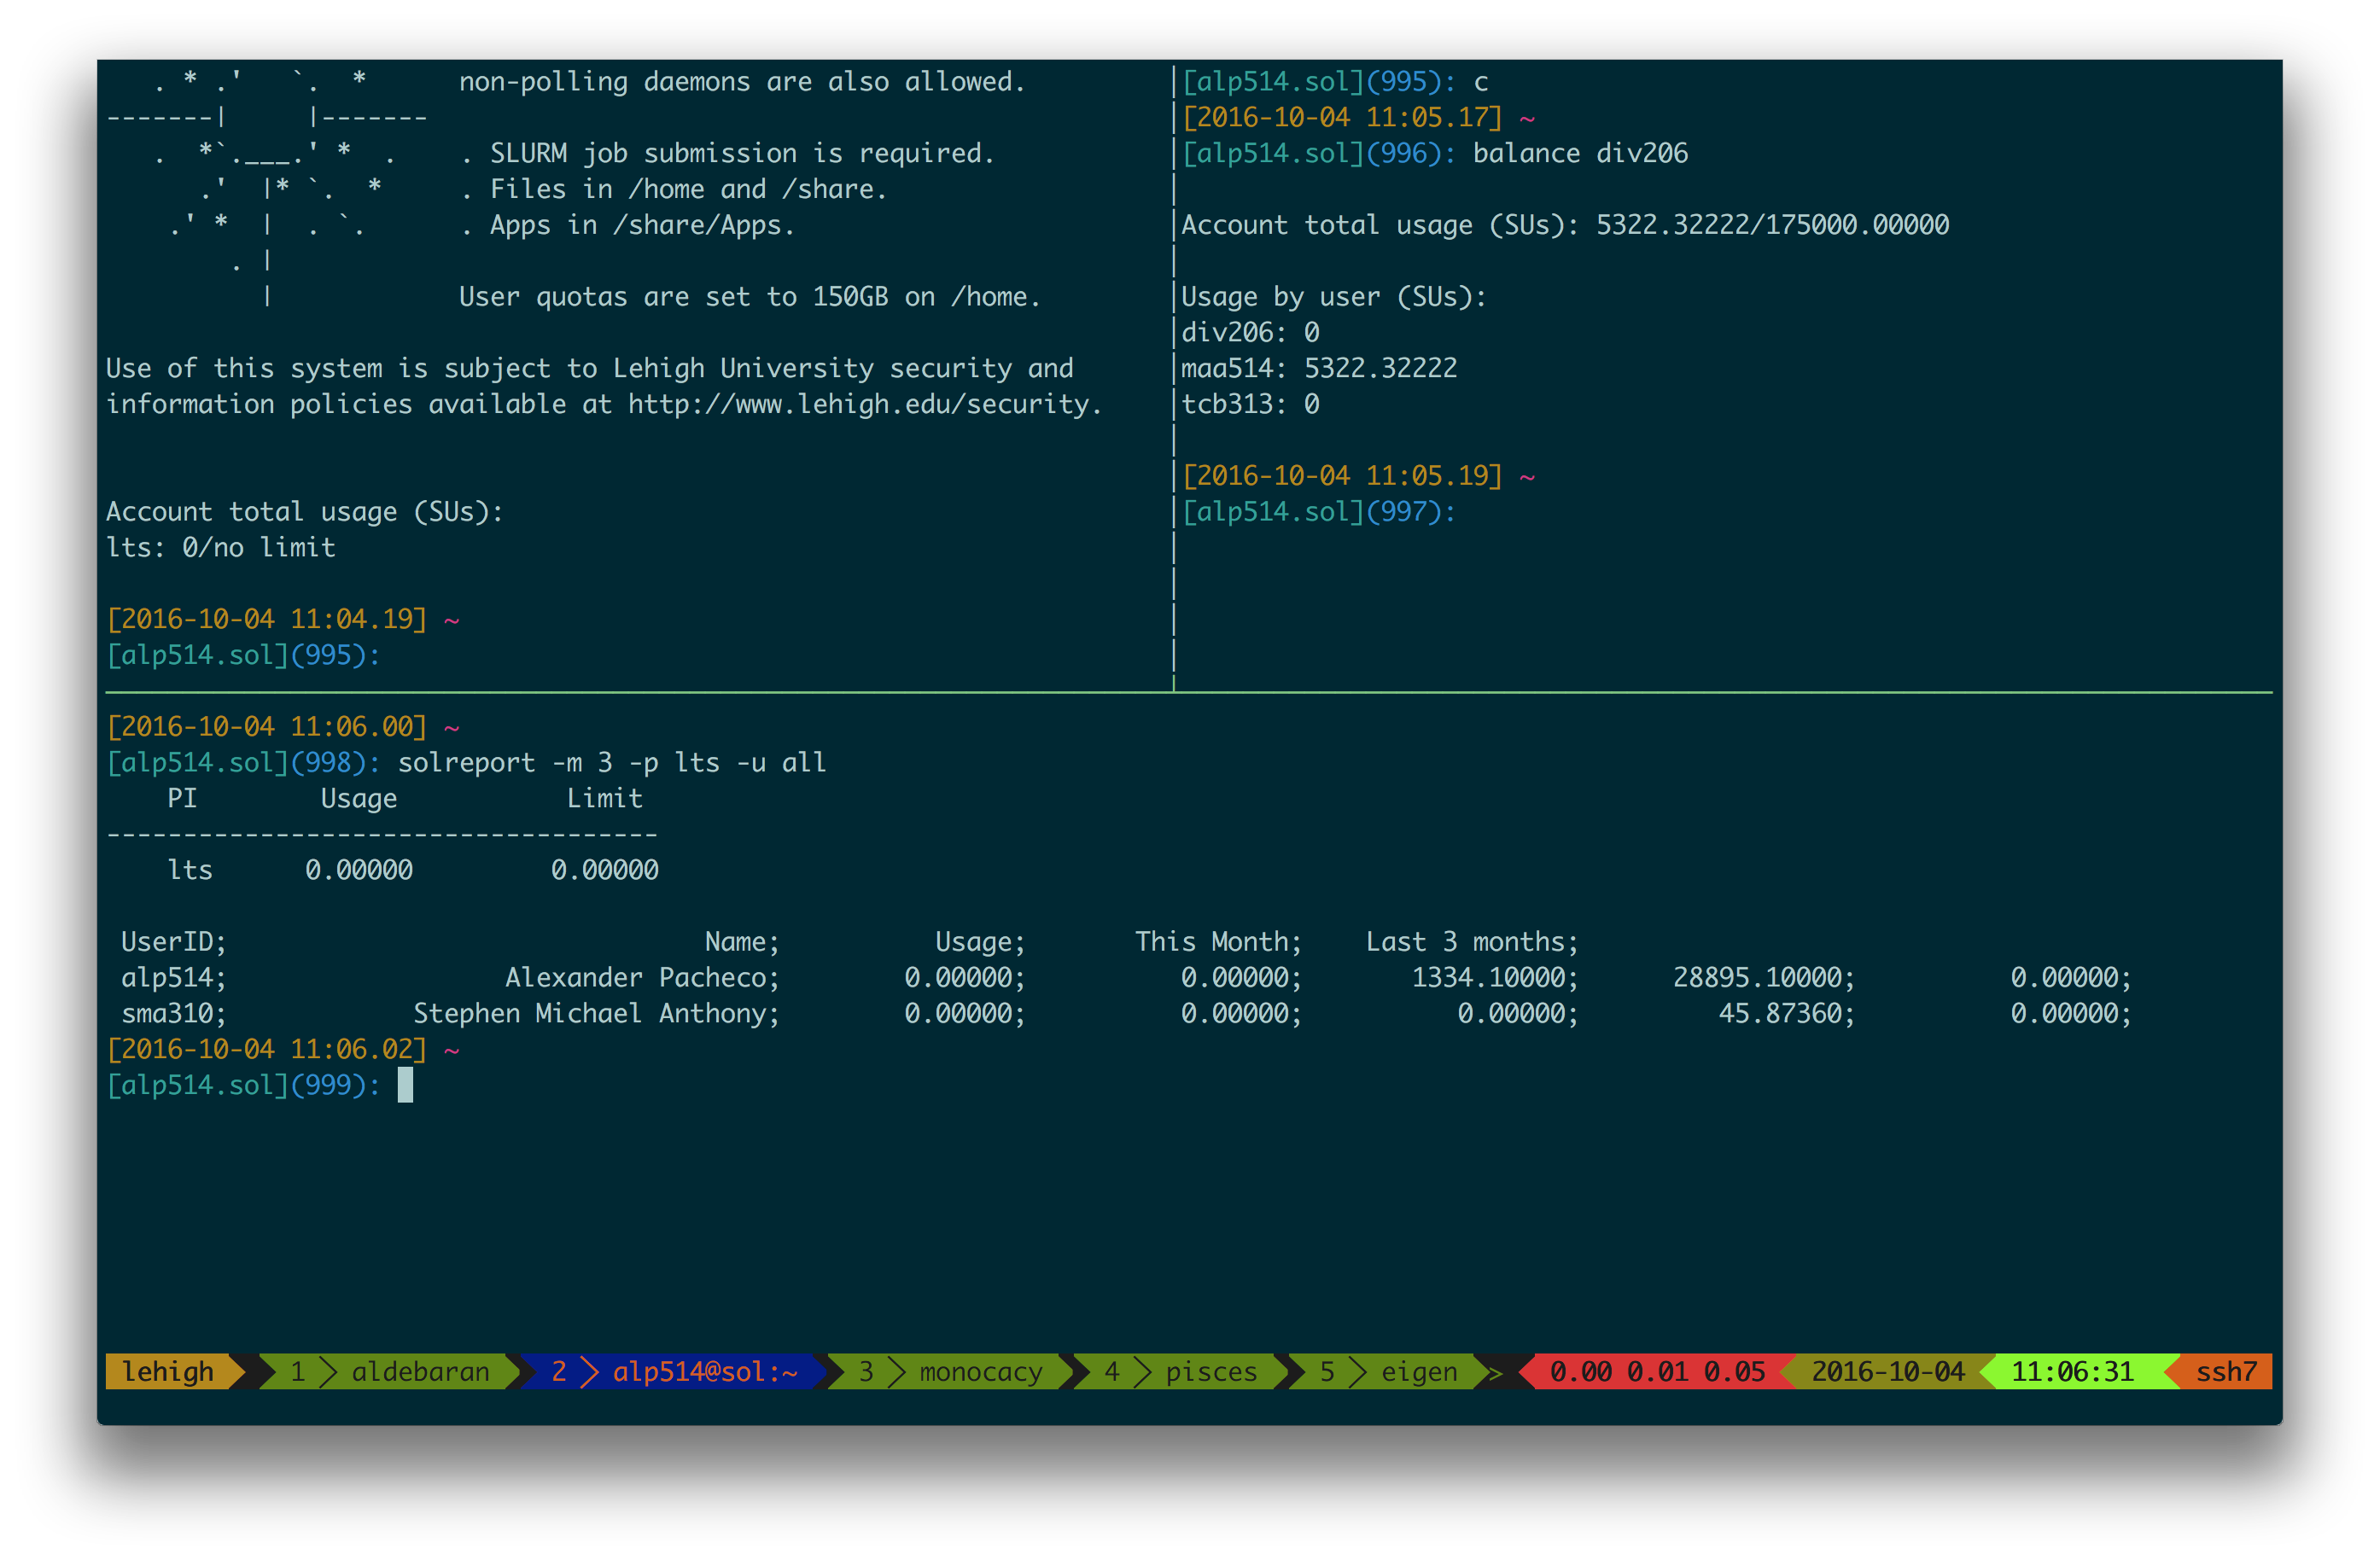 . * .'   `.  *      non-polling daemons are also allowed.
-------|     |-------
.  *`.___.' *  .    . SLURM job submission is required.
.'  |* `.  *     . Files in /home and /share.
.' *  |  . `.      . Apps in /share/Apps.
. |
|            User quotas are set to 150GB on /home.
Use of this system is subject to Lehigh University security and
information policies available at http://www.lehigh.edu/security.
Account total usage (SUs):
lts: 0/no limit
[2016-10-04 11:04.19] ~
[alp514.sol](995):
[alp514.sol](995): c
[2016-10-04 11:05.17] ~
[alp514.sol](996): balance div206
Account total usage (SUs): 5322.32222/175000.00000
Usage by user (SUs):
div206: 0
maa514: 5322.32222
tcb313: 0
[2016-10-04 11:05.19] ~
[alp514.sol](997):
[2016-10-04 11:06.00] ~
[alp514.sol](998): solreport -m 3 -p lts -u all
PI        Usage           Limit
------------------------------------
lts      0.00000         0.00000
UserID;                               Name;          Usage;       This Month;    Last 3 months;
alp514;                  Alexander Pacheco;        0.00000;          0.00000;       1334.10000;      28895.10000;          0.00000;
sma310;            Stephen Michael Anthony;        0.00000;          0.00000;          0.00000;         45.87360;          0.00000;
[2016-10-04 11:06.02] ~
[alp514.sol](999):
lehigh 1 > aldebaran 2 > alp514@sol:~ 3 > monocacy 4 > pisces 5 > eigen > 0.00 0.01 0.05 2016-10-04 11:06:31 ssh7